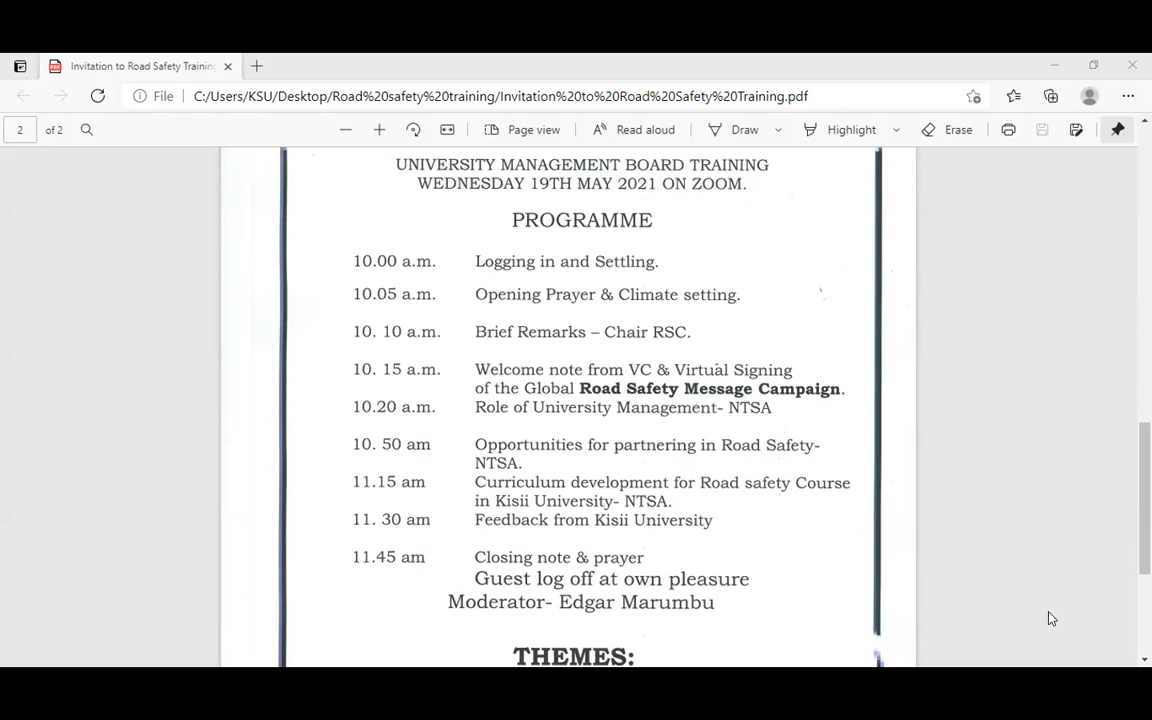 Invitation to Road Safety Training
File
C:/Users/KSU/Desktop/Road%20safety%20training/Invitation%20to%20Road%20Safety%20Training.pdf
2 of 2
Page view
Read aloud
Draw
Highlight
Erase
UNIVERSITY MANAGEMENT BOARD TRAINING
WEDNESDAY 19TH MAY 2021 ON ZOOM.
PROGRAMME
10.00 a.m. Logging in and Settling.
10.05 a.m. Opening Prayer & Climate setting.
10. 10 a.m. Brief Remarks – Chair RSC.
10. 15 a.m. Welcome note from VC & Virtual Signing
of the Global Road Safety Message Campaign.
10.20 a.m. Role of University Management- NTSA
10. 50 am Opportunities for partnering in Road Safety-
NTSA.
11.15 am Curriculum development for Road safety Course
in Kisii University- NTSA.
11. 30 am Feedback from Kisii University
11.45 am Closing note & prayer
Guest log off at own pleasure
Moderator- Edgar Marumbu
THEMES: